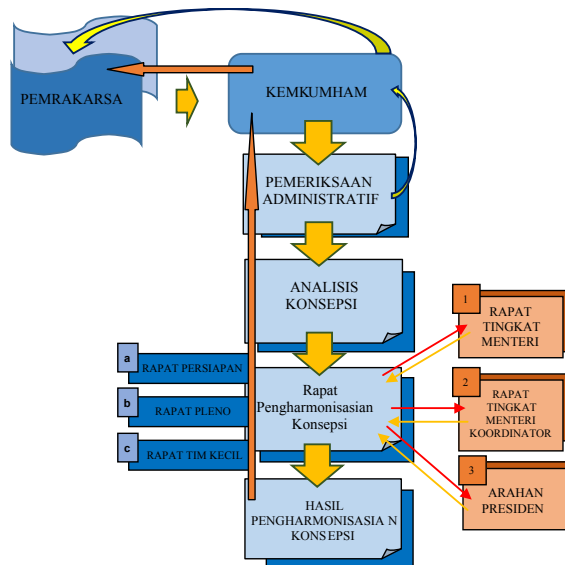 PEMRAKARSA
KEMKUMHAM
PEMERIKSAAN
ADMINISTRATIF
ANALISIS
KONSEPSI
1
RAPAT
TINGKAT
MENTERI
a
RAPAT PERSIAPAN
b
RAPAT PLENO
c
RAPAT TIM KECIL
Rapat
Pengharmonisasian
Konsepsi
2
RAPAT
TINGKAT
MENTERI
KOORDINATOR
3
ARAHAN
PRESIDEN
HASIL
PENGHARMONISASIA N
KONSEPSI